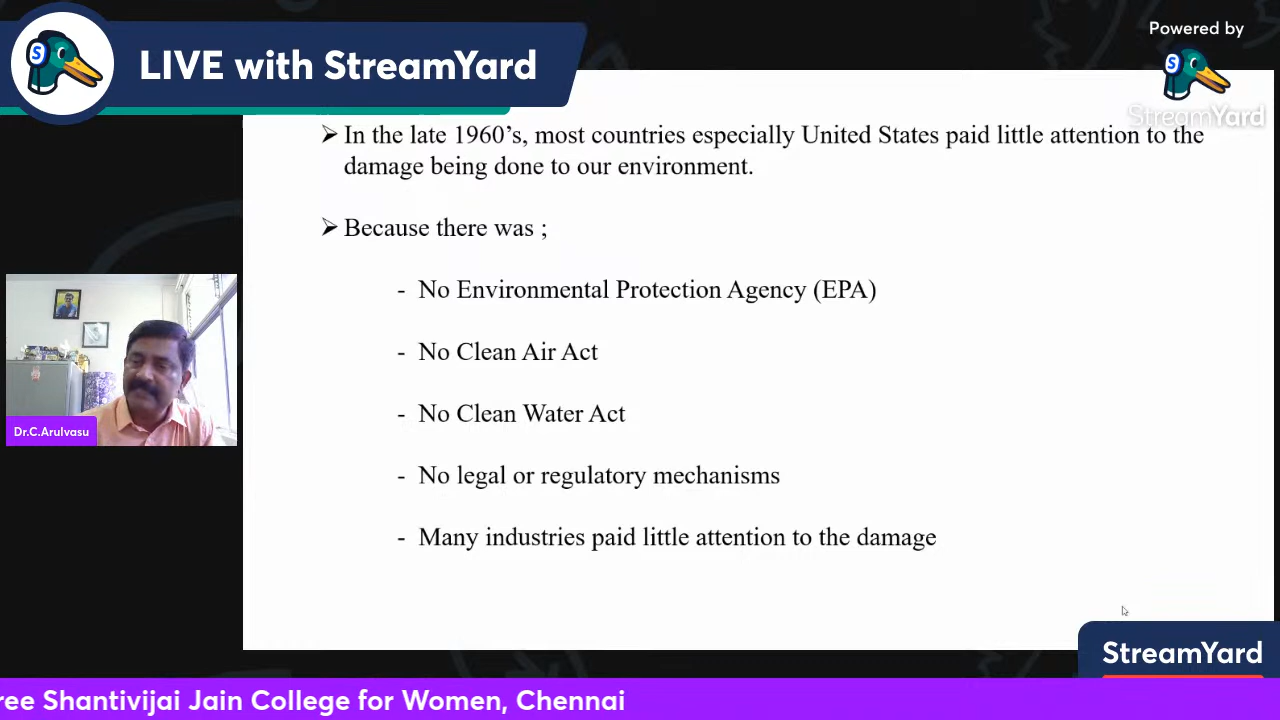 LIVE with StreamYard
Powered by
StreamYard
➢ In the late 1960’s, most countries especially United States paid little attention to the
damage being done to our environment.
➢ Because there was ;
- No Environmental Protection Agency (EPA)
- No Clean Air Act
- No Clean Water Act
- No legal or regulatory mechanisms
- Many industries paid little attention to the damage
Dr.C.Arulvasu
StreamYard
ree Shantivijai Jain College for Women, Chennai